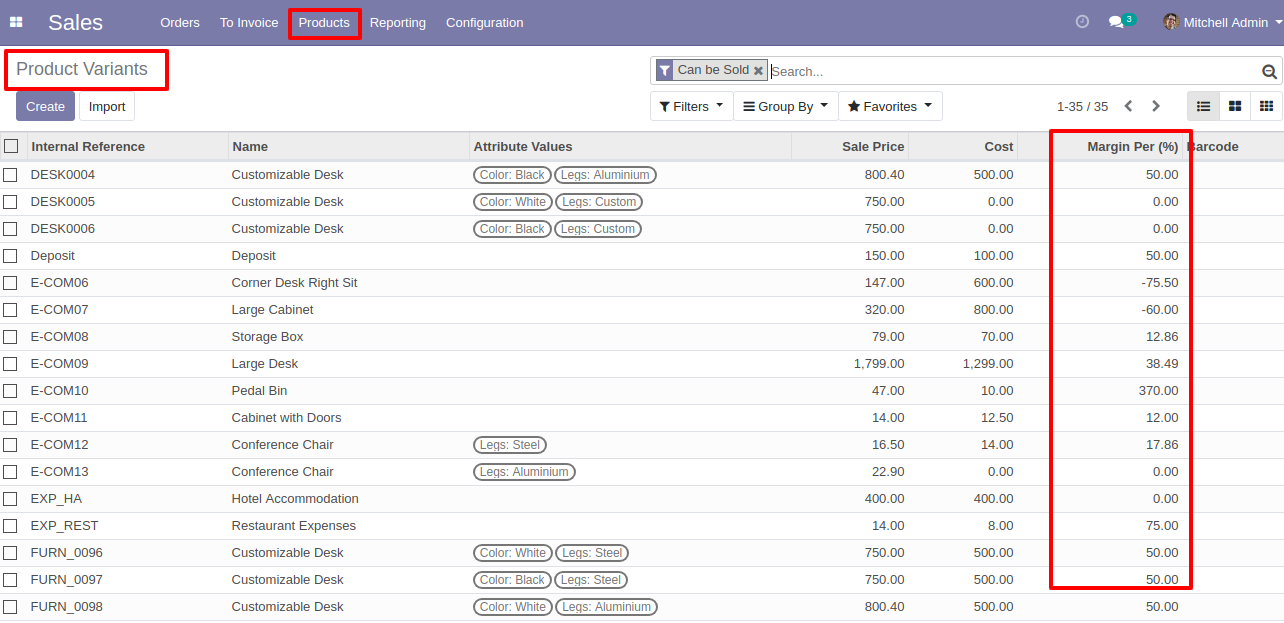 Sales Orders To Invoice Products Reporting Configuration 3 Mitchell Admin
Product Variants Can be Sold Search...
Create Import Filters Group By Favorites 1-35 / 35
Internal Reference Name Attribute Values Sale Price Cost Margin Per (%) Barcode
DESK0004 Customizable Desk Color: Black Legs: Aluminium 800.40 500.00 50.00
DESK0005 Customizable Desk Color: White Legs: Custom 750.00 0.00 0.00
DESK0006 Customizable Desk Color: Black Legs: Custom 750.00 0.00 0.00
Deposit Deposit 150.00 100.00 50.00
E-COM06 Corner Desk Right Sit 147.00 600.00 -75.50
E-COM07 Large Cabinet 320.00 800.00 -60.00
E-COM08 Storage Box 79.00 70.00 12.86
E-COM09 Large Desk 1,799.00 1,299.00 38.49
E-COM10 Pedal Bin 47.00 10.00 370.00
E-COM11 Cabinet with Doors 14.00 12.50 12.00
E-COM12 Conference Chair Legs: Steel 16.50 14.00 17.86
E-COM13 Conference Chair Legs: Aluminium 22.90 0.00 0.00
EXP_HA Hotel Accommodation 400.00 400.00 0.00
EXP_REST Restaurant Expenses 14.00 8.00 75.00
FURN_0096 Customizable Desk Color: White Legs: Steel 750.00 500.00 50.00
FURN_0097 Customizable Desk Color: Black Legs: Steel 750.00 500.00 50.00
FURN_0098 Customizable Desk Color: White Legs: Aluminium 800.40 500.00 50.00